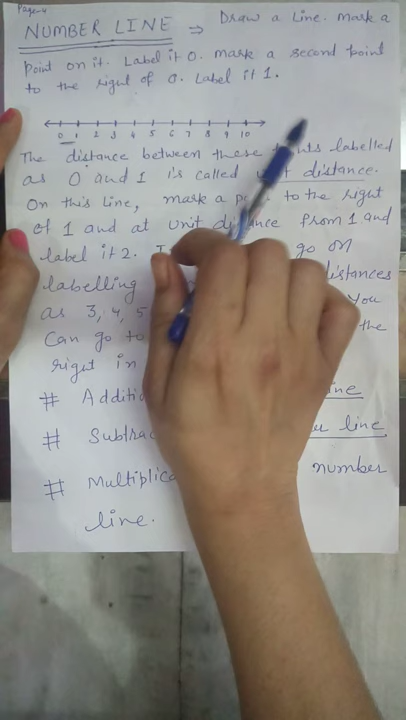 Page-4
NUMBER LINE ⇒ Draw a Line. Mark a
Point on it. Label it 0. Mark a second point
to the right of 0. Label it 1.
0 1 2 3 4 5 6 7 8 9 10
The distance between these labelled
as 0 and 1 is called distance.
On this Line, mark a to the right
of 1 and at unit distance from 1 and
label it 2. go on
labelling distances
as 3, 4, 5 You
Can go to the
right in
#
# line
# number
line.